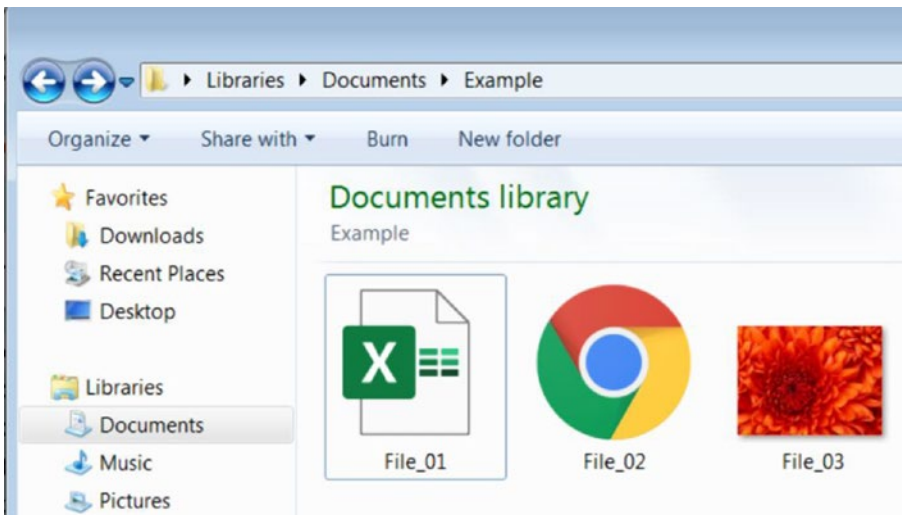 Libraries Documents Example
Organize Share with Burn New folder
Favorites
Downloads
Recent Places
Desktop
Libraries
Documents
Music
Pictures
Documents library
Example
X
File_01 File_02 File_03